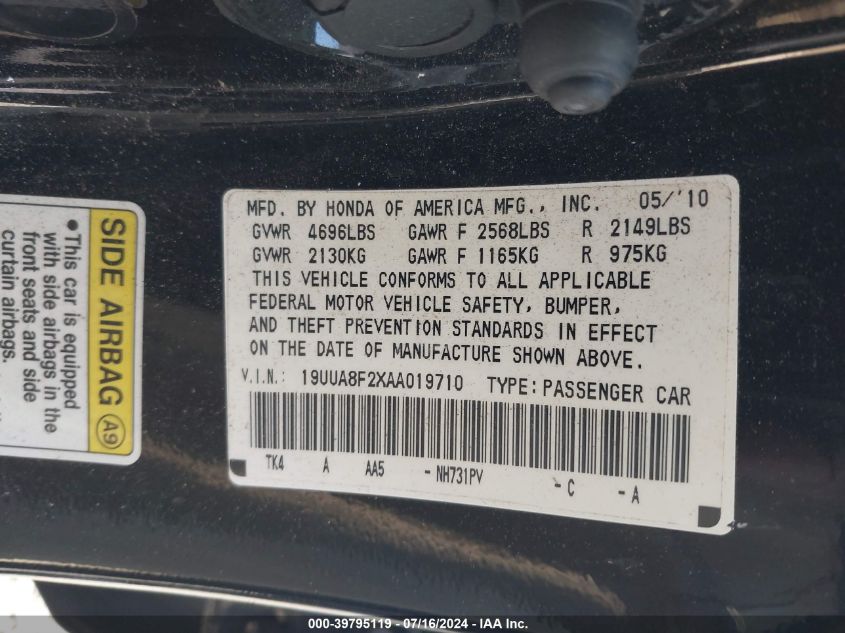 MFD. BY HONDA OF AMERICA MFG., INC. 05/'10
GVWR 4696LBS GAWR F 2568LBS R 2149LBS
GVWR 2130KG GAWR F 1165KG R 975KG
THIS VEHICLE CONFORMS TO ALL APPLICABLE
FEDERAL MOTOR VEHICLE SAFETY, BUMPER,
AND THEFT PREVENTION STANDARDS IN EFFECT
ON THE DATE OF MANUFACTURE SHOWN ABOVE.
V.I.N.: 19UUA8F2XAA019710 TYPE: PASSENGER CAR
TK4 A AA5 - NH731PV - C - A
SIDE AIRBAG A9
•This car is equipped
with side airbags in the
front seats and side
curtain airbags.
000-39795119 - 07/16/2024 - IAA Inc.